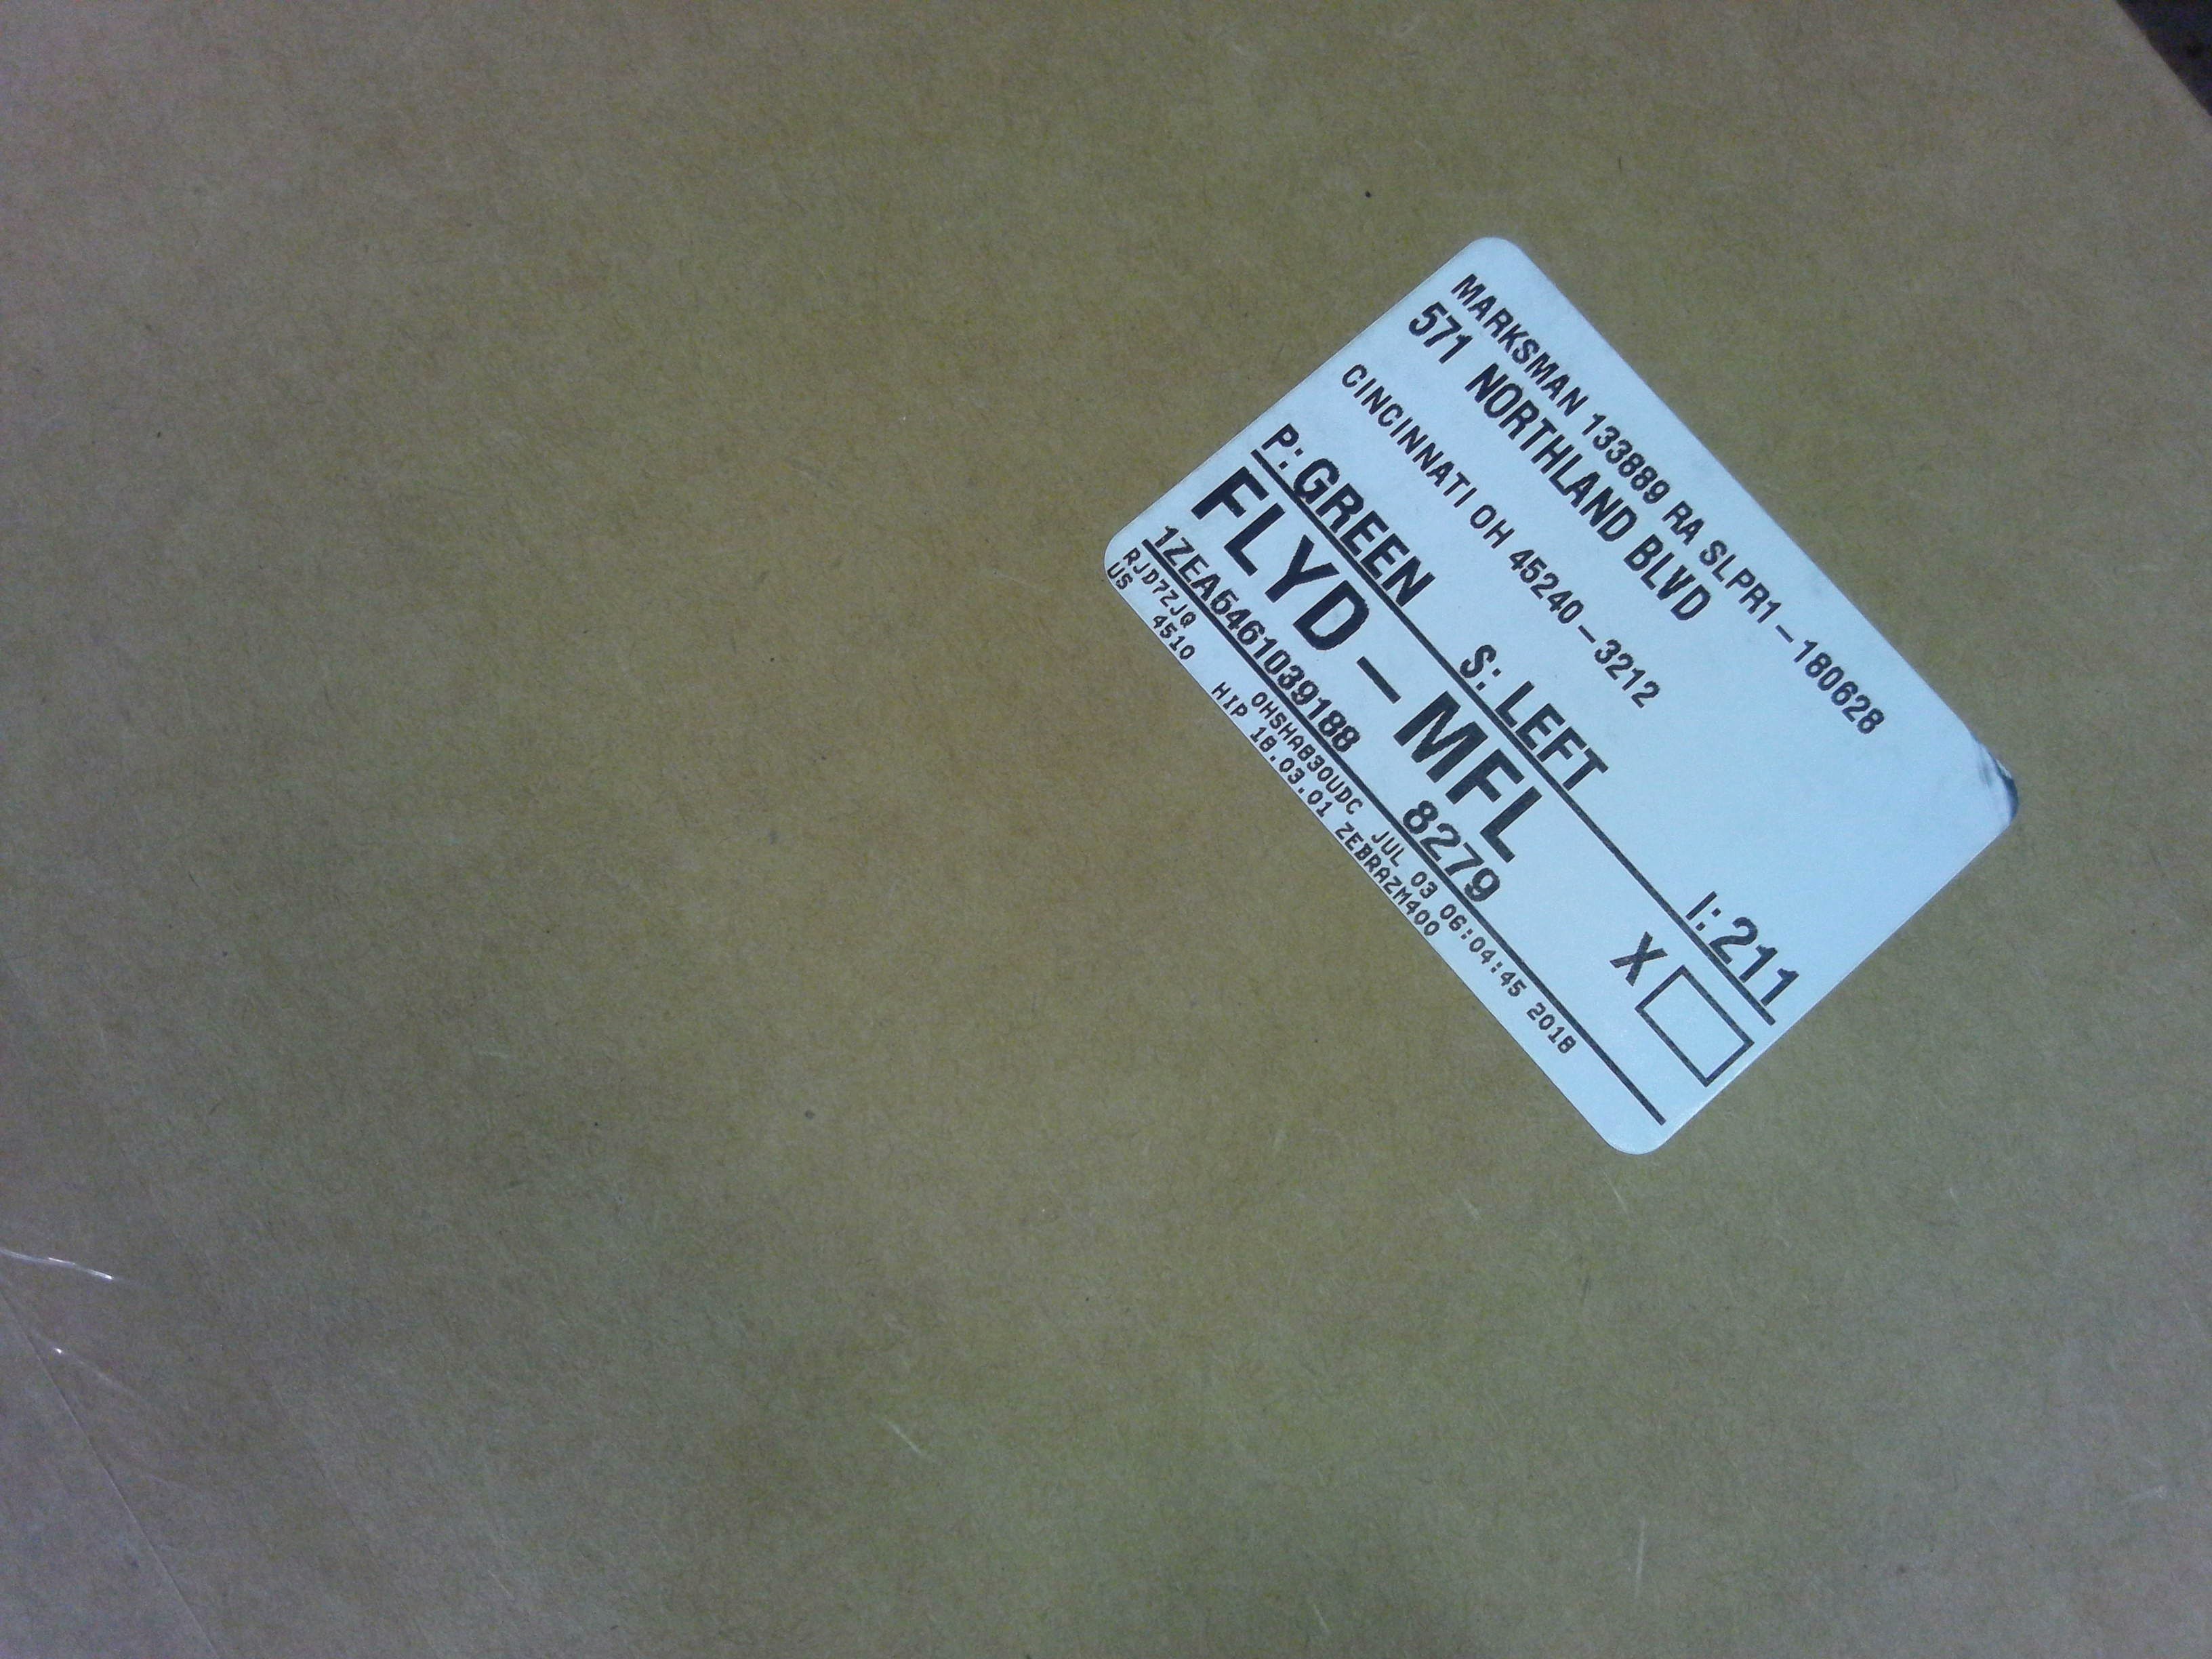 MARKSMAN 133889 RA SLPR1-180628
571 NORTHLAND BLVD
CINCINNATI OH 45240-3212
P: GREEN S: LEFT I: 211
FLYD-MFL X
1ZEA5461039188 8279
RJD7ZJQ OHSHA830UDC JUL 03 06:04:45 2018
US 4510 HIP 18.03.01 ZEBRAZM400